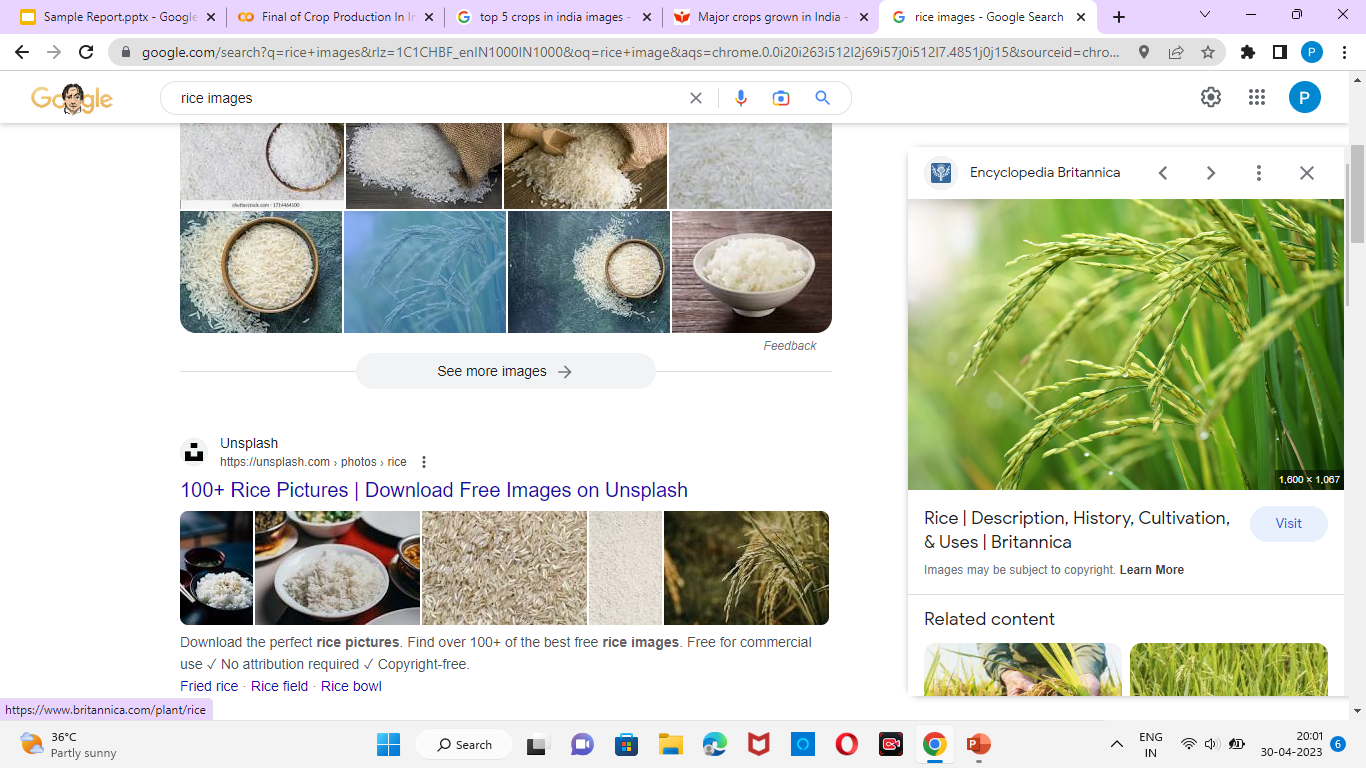 Sample Report.pptx - Google
Final of Crop Production In In
top 5 crops in india images -
Major crops grown in India -
rice images - Google Search
google.com/search?q=rice+images&rlz=1C1CHBF_enIN1000IN1000&oq=rice+image&aqs=chrome.0.0i20i263i512l2j69i57j0i512l7.4851j0j15&sourceid=chro...
P
Google
rice images
P
shutterstock.com · 1714464100
Feedback
See more images
Unsplash
https://unsplash.com › photos › rice
100+ Rice Pictures | Download Free Images on Unsplash
Download the perfect rice pictures. Find over 100+ of the best free rice images. Free for commercial
use ✓ No attribution required ✓ Copyright-free.
Fried rice · Rice field · Rice bowl
Encyclopedia Britannica
1,600 × 1,067
Rice | Description, History, Cultivation,
& Uses | Britannica
Visit
Images may be subject to copyright. Learn More
Related content
https://www.britannica.com/plant/rice
36°C
Partly sunny
Search
ENG
IN
20:01
30-04-2023
6